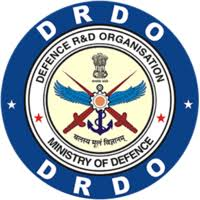 DRDO
DEFENCE R&D ORGANISATION
बलस्य मूलं विज्ञानम्
MINISTRY OF DEFENCE
DRDO